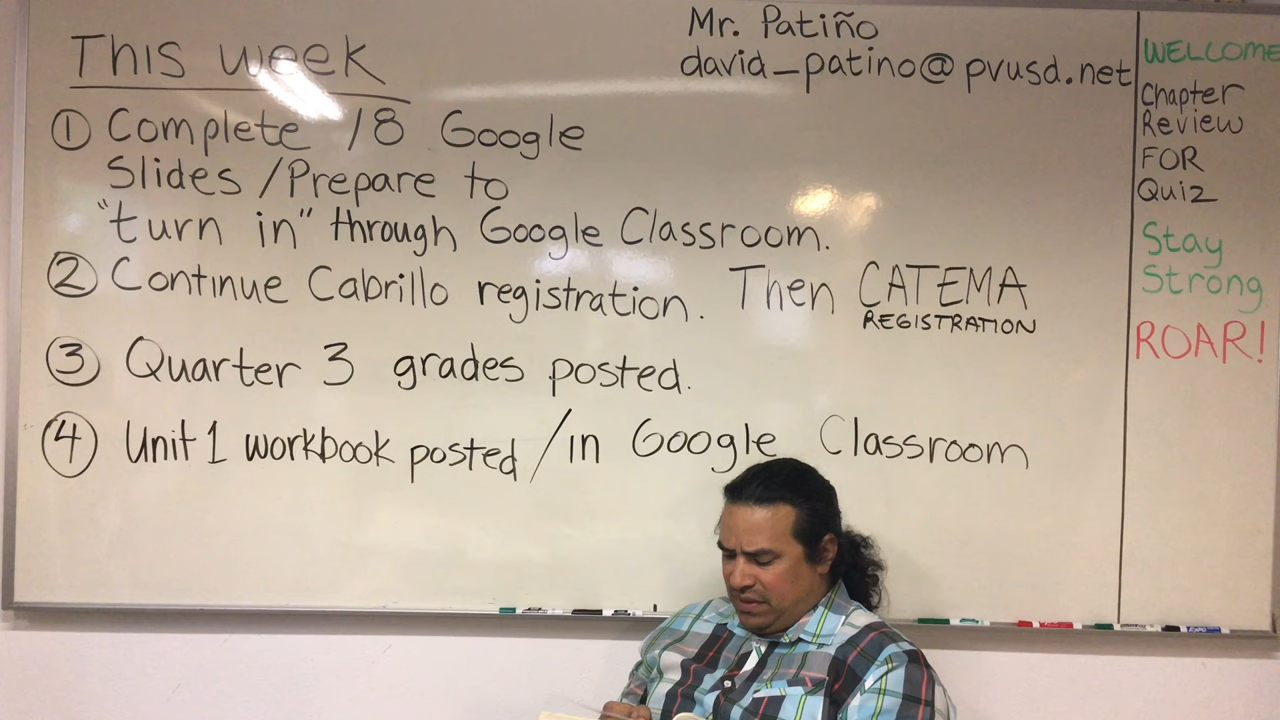 This week
① Complete /8 Google
Slides / Prepare to
"turn in" through Google Classroom.
② Continue Cabrillo registration. Then CATEMA
REGISTRATION
③ Quarter 3 grades posted.
④ Unit 1 workbook posted / in Google Classroom
Mr. Patiño
david_patino@pvusd.net
WELCOME
Chapter
Review
FOR
Quiz
Stay
Strong
ROAR!
EXPO